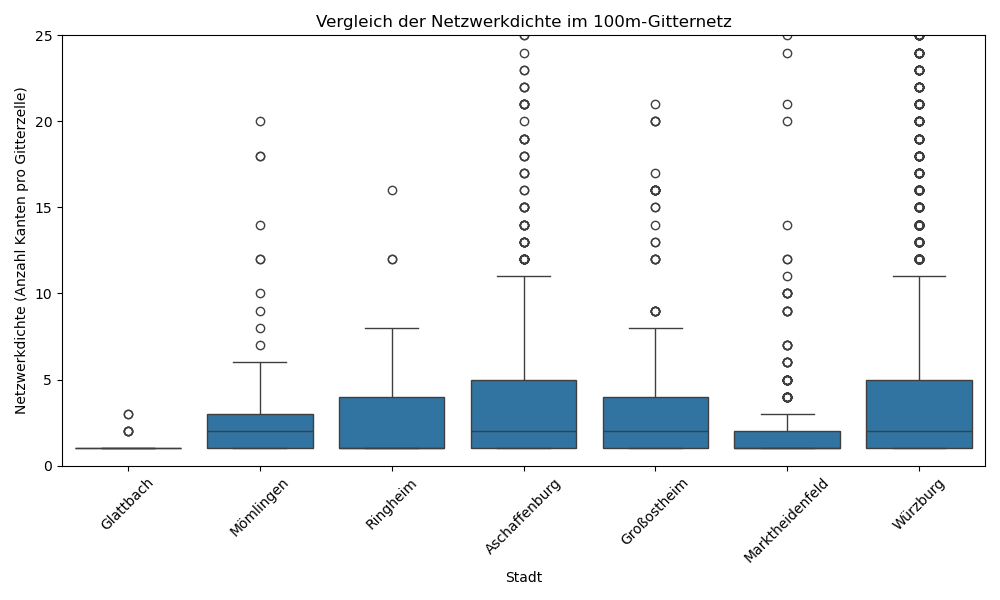 Vergleich der Netzwerkdichte im 100m-Gitternetz
Netzwerkdichte (Anzahl Kanten pro Gitterzelle)
25
20
15
10
5
0
Glattbach
Mömlingen
Ringheim
Aschaffenburg
Großostheim
Marktheidenfeld
Würzburg
Stadt